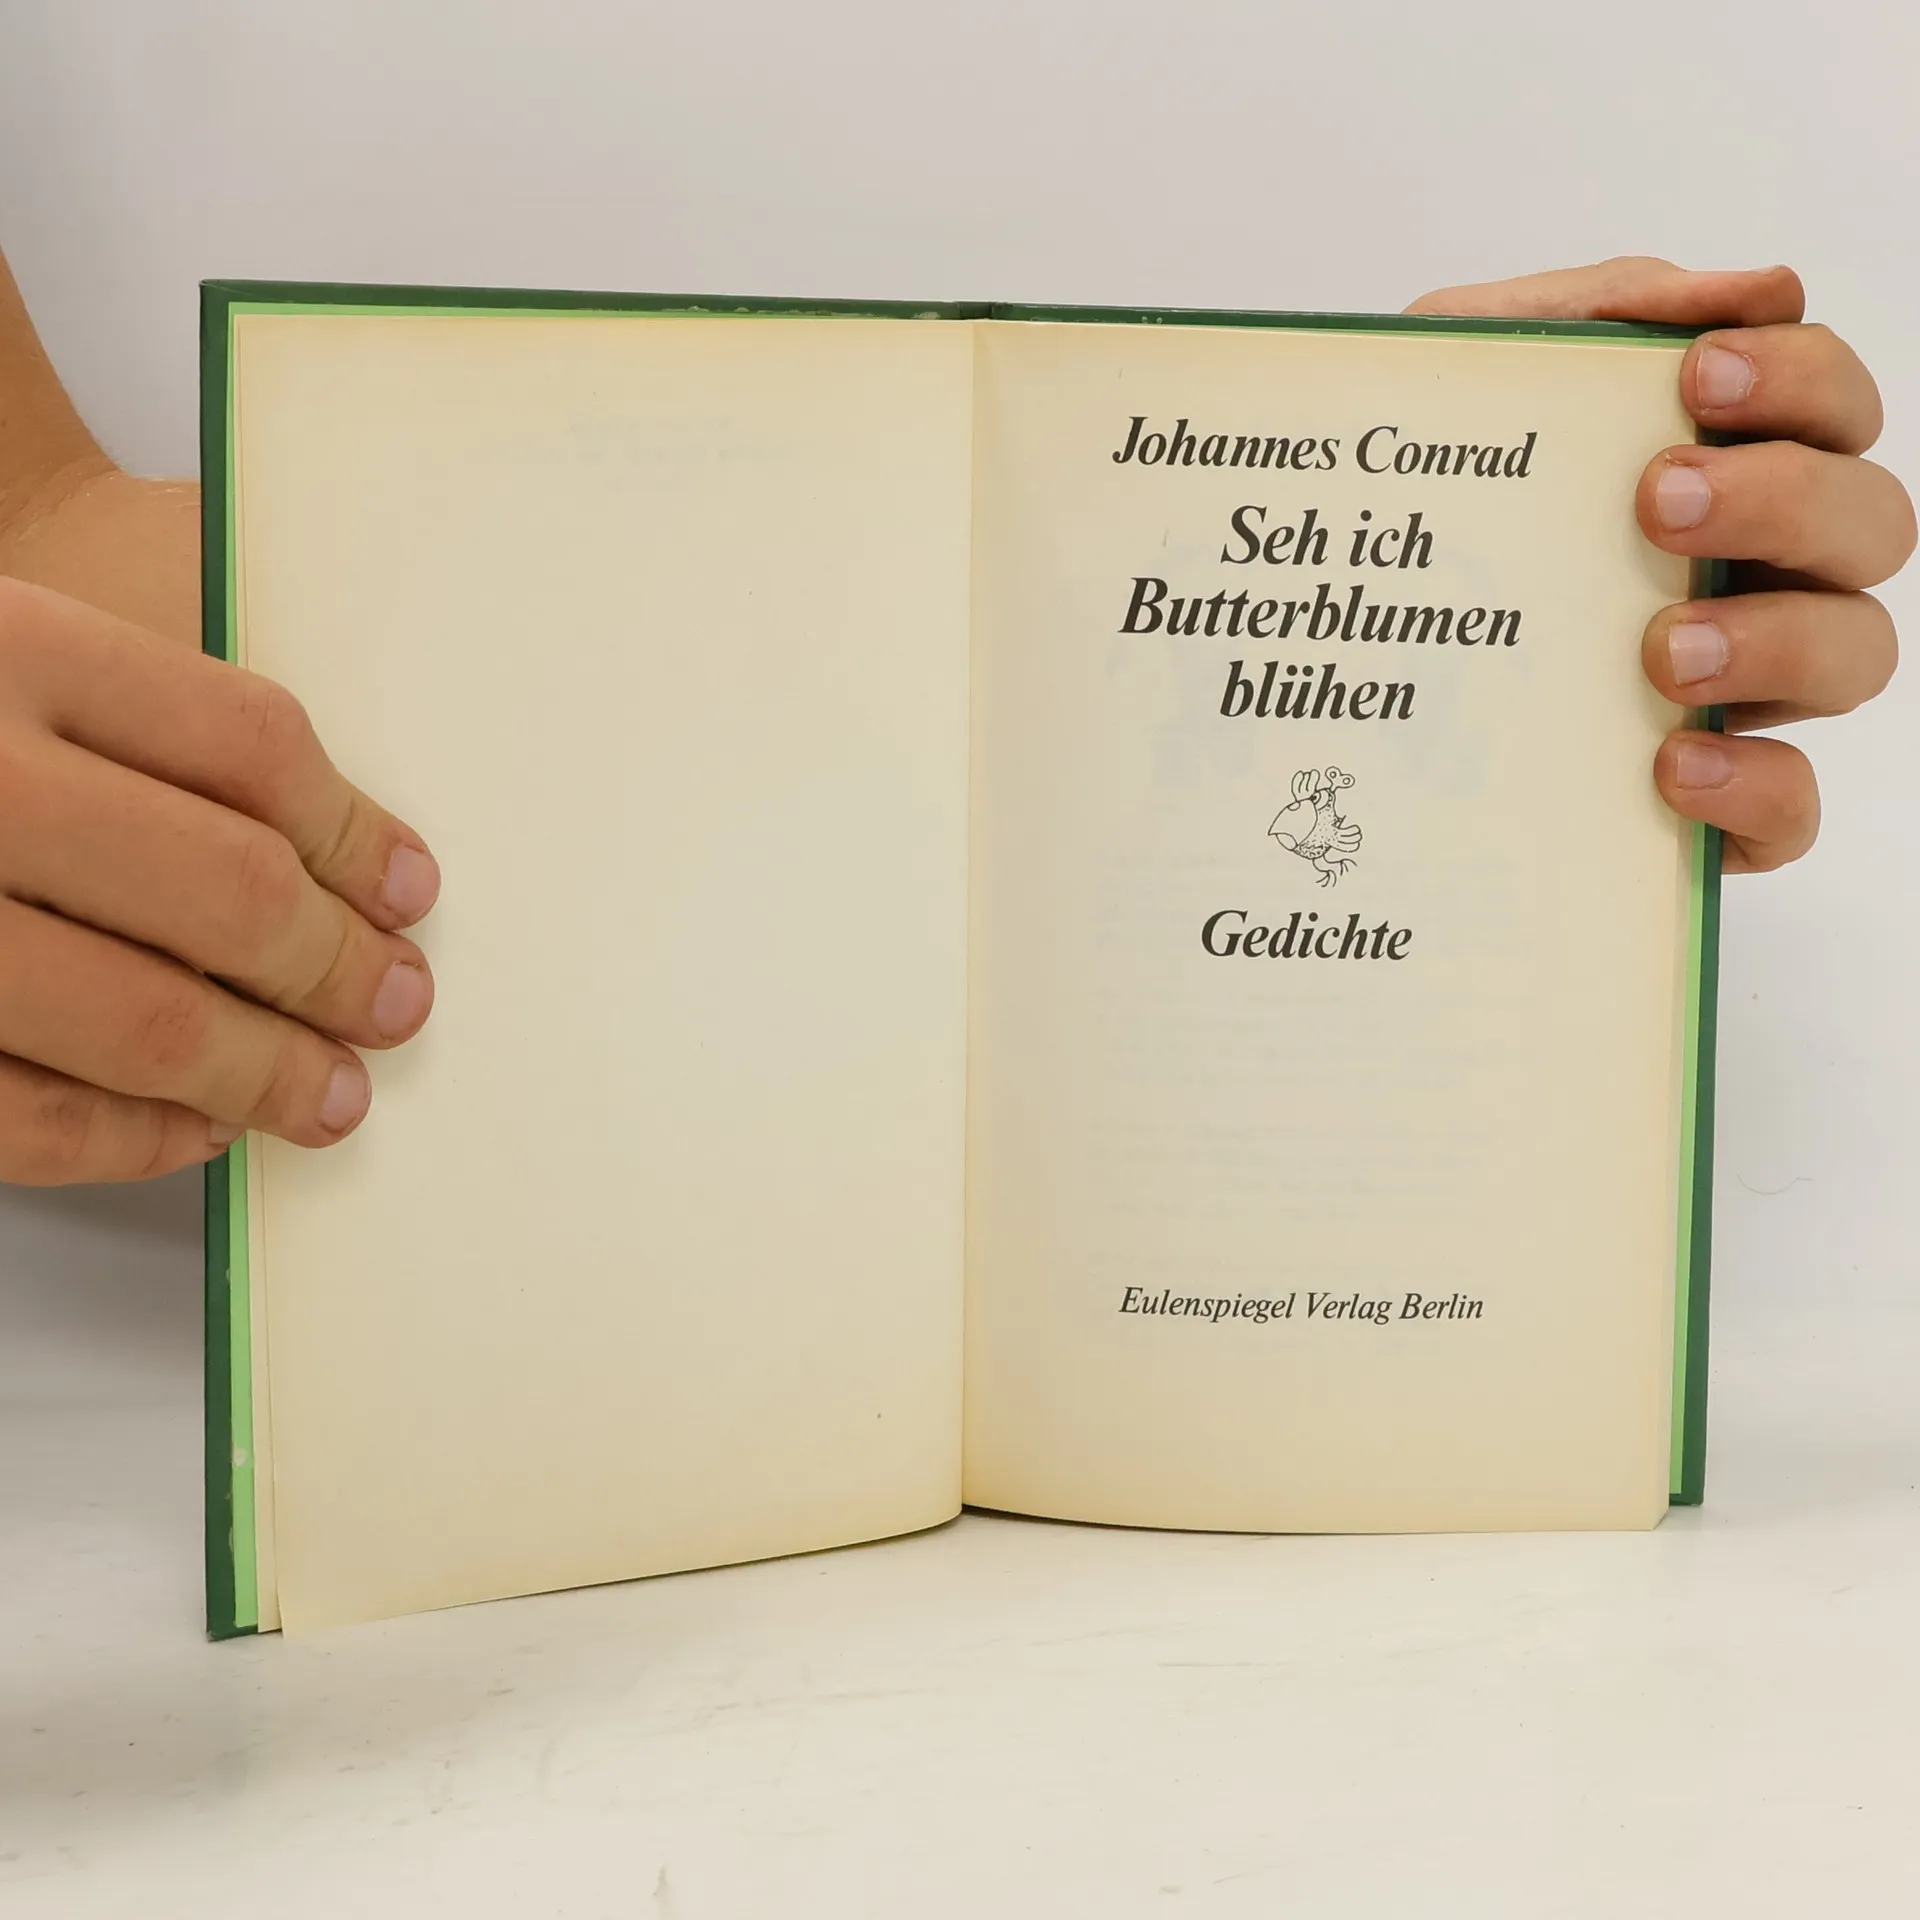 Johannes Conrad
Seh ich
Butterblumen
blühen
Gedichte
Eulenspiegel Verlag Berlin